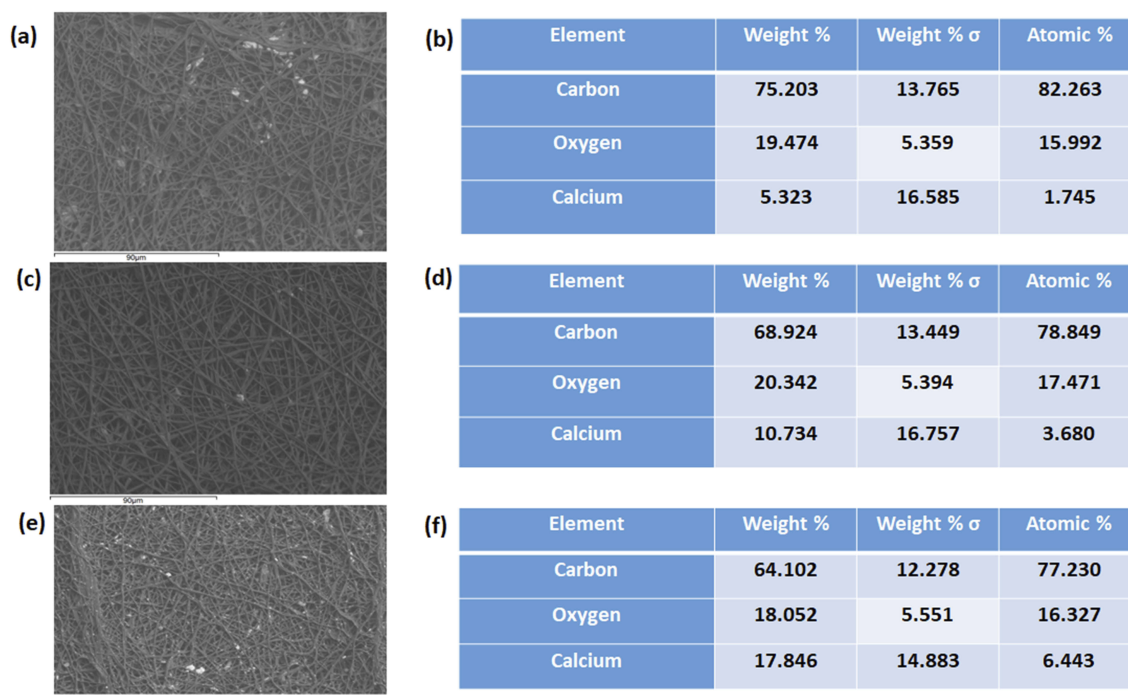 (a)
90µm
(b)
Element Weight % Weight % σ Atomic %
Carbon 75.203 13.765 82.263
Oxygen 19.474 5.359 15.992
Calcium 5.323 16.585 1.745
(c)
90µm
(d)
Element Weight % Weight % σ Atomic %
Carbon 68.924 13.449 78.849
Oxygen 20.342 5.394 17.471
Calcium 10.734 16.757 3.680
(e)
(f)
Element Weight % Weight % σ Atomic %
Carbon 64.102 12.278 77.230
Oxygen 18.052 5.551 16.327
Calcium 17.846 14.883 6.443